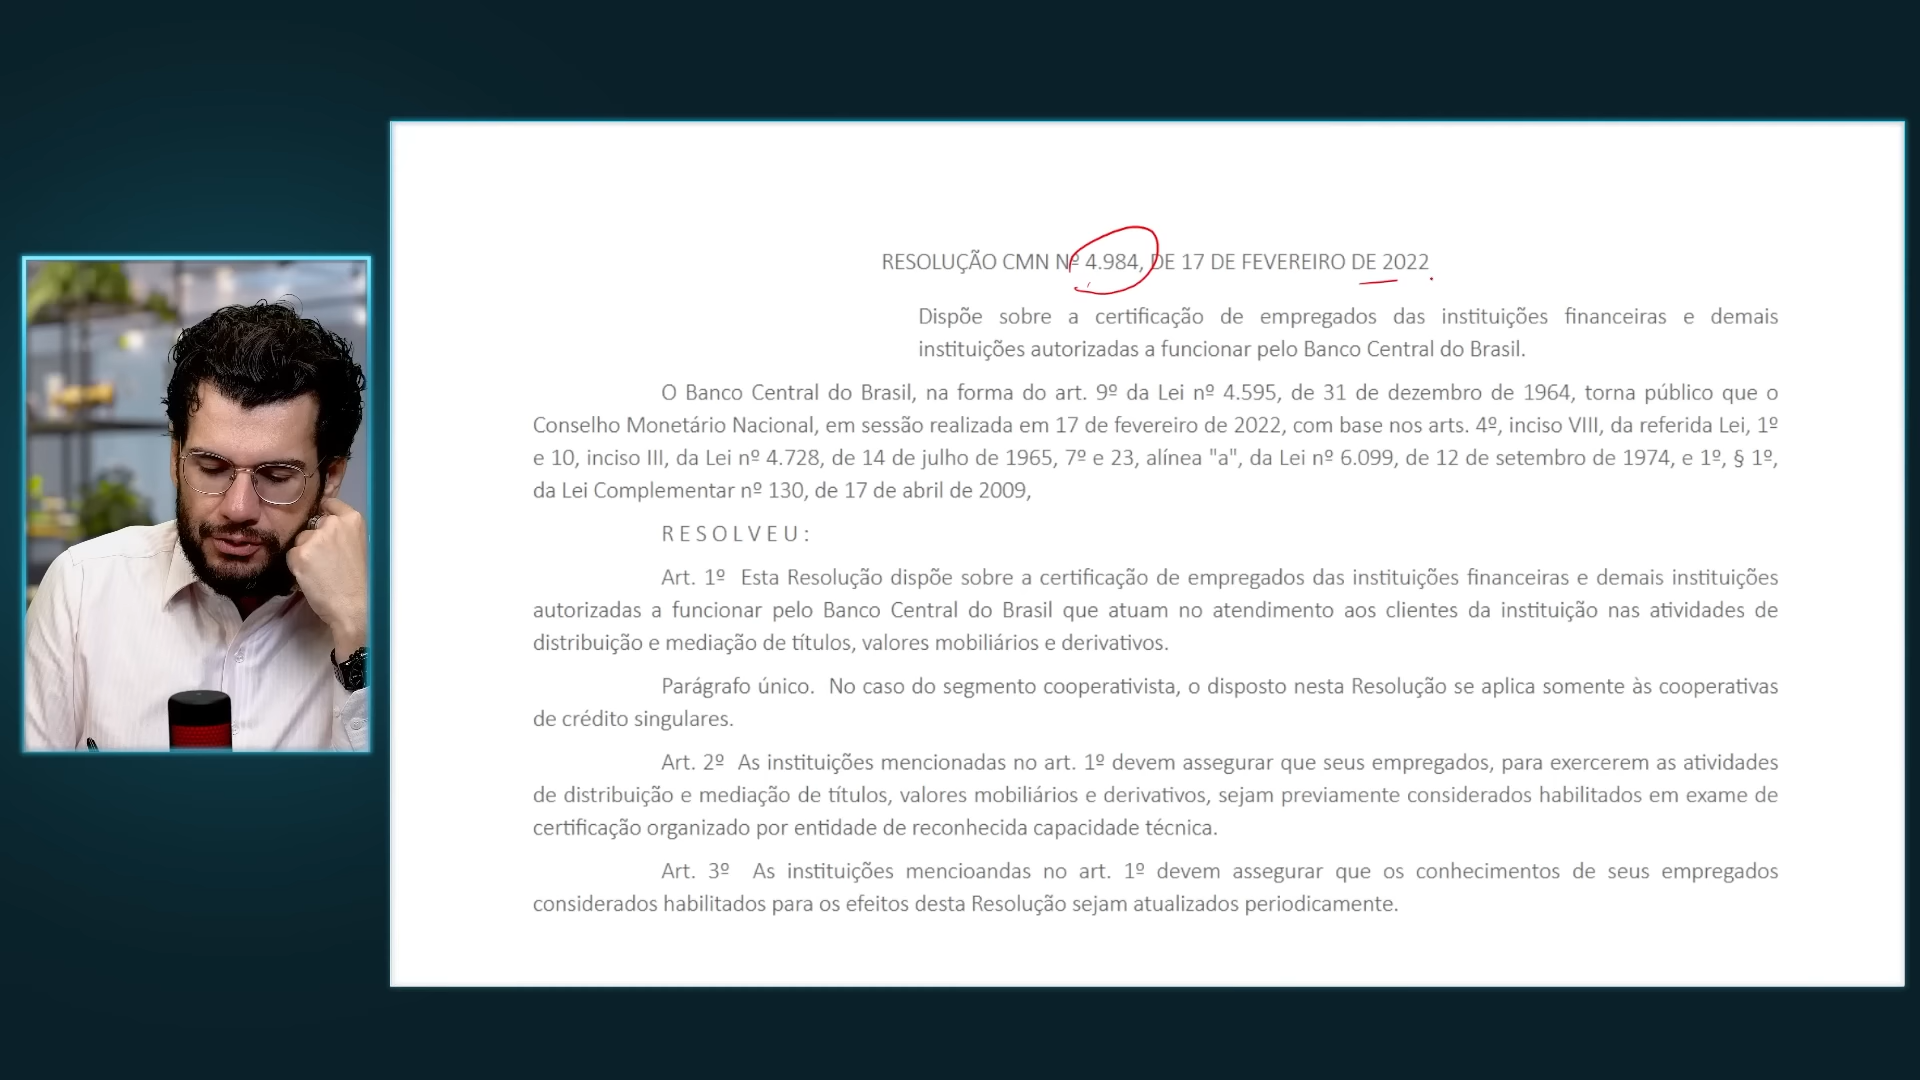 RESOLUÇÃO CMN Nº 4.984, DE 17 DE FEVEREIRO DE 2022
Dispõe sobre a certificação de empregados das instituições financeiras e demais
instituições autorizadas a funcionar pelo Banco Central do Brasil.
O Banco Central do Brasil, na forma do art. 9º da Lei nº 4.595, de 31 de dezembro de 1964, torna público que o
Conselho Monetário Nacional, em sessão realizada em 17 de fevereiro de 2022, com base nos arts. 4º, inciso VIII, da referida Lei, 1º
e 10, inciso III, da Lei nº 4.728, de 14 de julho de 1965, 7º e 23, alínea "a", da Lei nº 6.099, de 12 de setembro de 1974, e 1º, § 1º,
da Lei Complementar nº 130, de 17 de abril de 2009,
R E S O L V E U :
Art. 1º Esta Resolução dispõe sobre a certificação de empregados das instituições financeiras e demais instituições
autorizadas a funcionar pelo Banco Central do Brasil que atuam no atendimento aos clientes da instituição nas atividades de
distribuição e mediação de títulos, valores mobiliários e derivativos.
Parágrafo único. No caso do segmento cooperativista, o disposto nesta Resolução se aplica somente às cooperativas
de crédito singulares.
Art. 2º As instituições mencionadas no art. 1º devem assegurar que seus empregados, para exercerem as atividades
de distribuição e mediação de títulos, valores mobiliários e derivativos, sejam previamente considerados habilitados em exame de
certificação organizado por entidade de reconhecida capacidade técnica.
Art. 3º As instituições mencioandas no art. 1º devem assegurar que os conhecimentos de seus empregados
considerados habilitados para os efeitos desta Resolução sejam atualizados periodicamente.